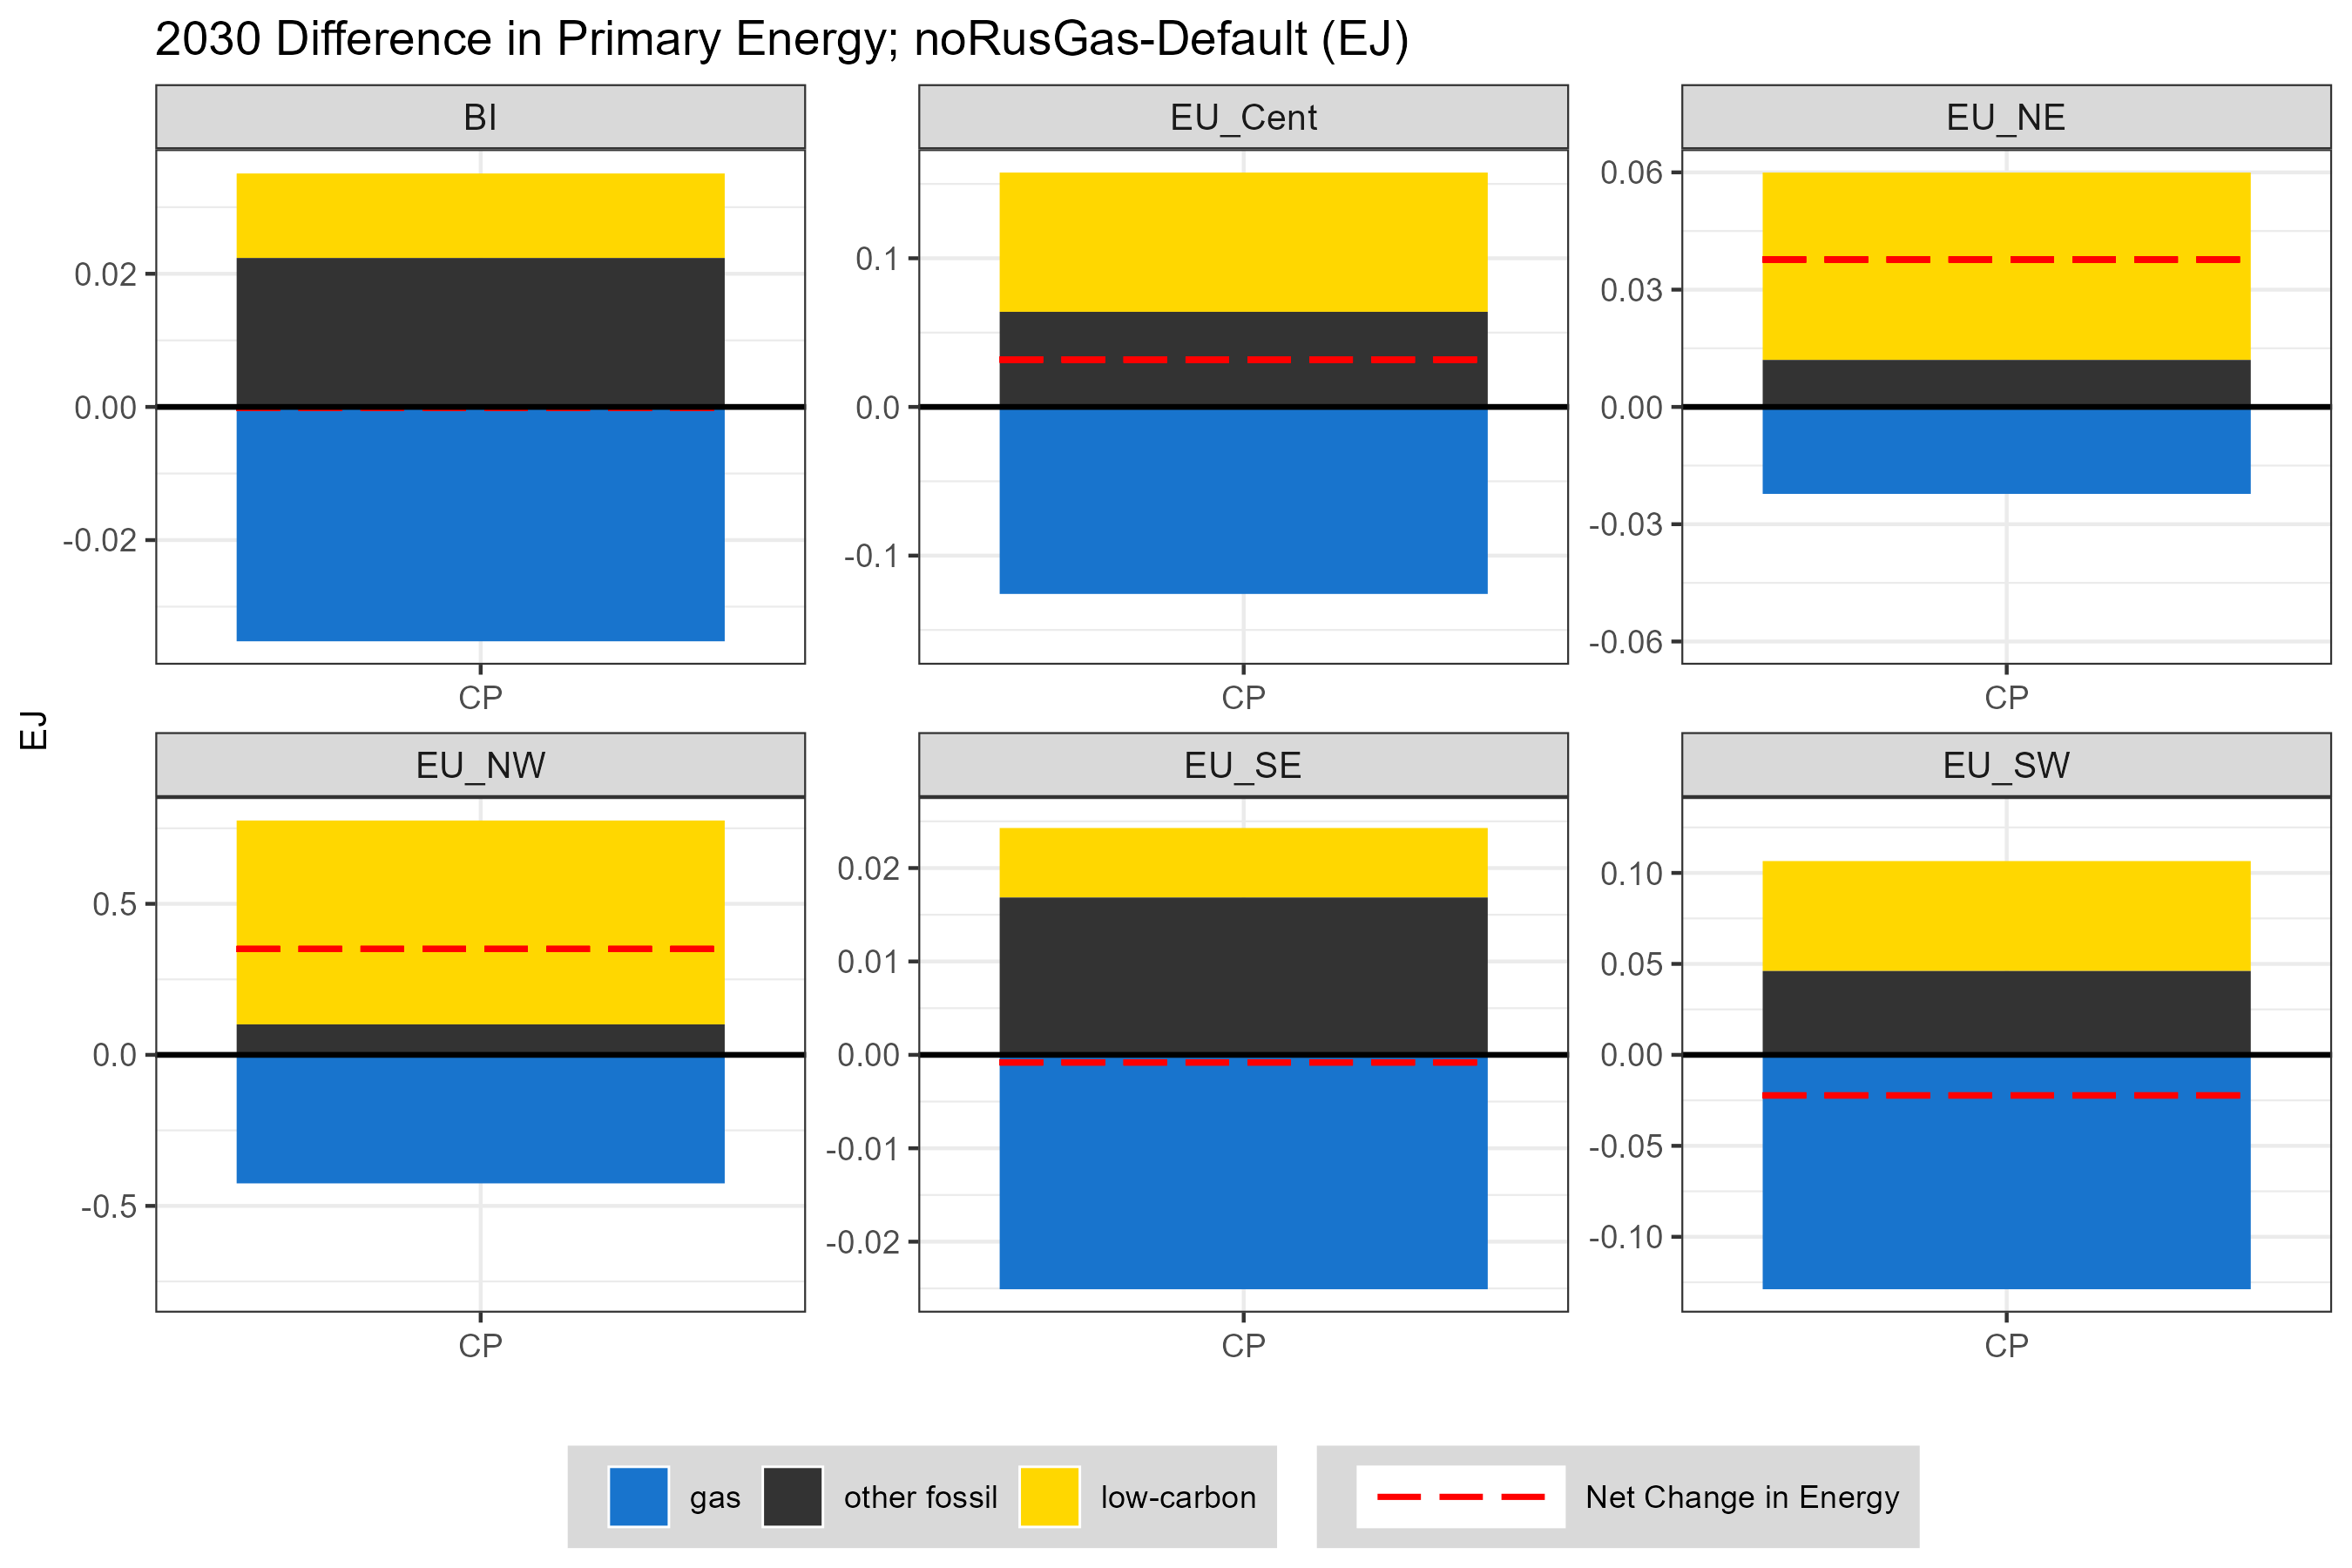 2030 Difference in Primary Energy; noRusGas-Default (EJ)
BI
EU_Cent
EU_NE
0.02
0.00
-0.02
0.1
0.0
-0.1
0.06
0.03
0.00
-0.03
-0.06
CP
CP
CP
EJ
EU_NW
EU_SE
EU_SW
0.5
0.0
-0.5
0.02
0.01
0.00
-0.01
-0.02
0.10
0.05
0.00
-0.05
-0.10
CP
CP
CP
gas
other fossil
low-carbon
Net Change in Energy